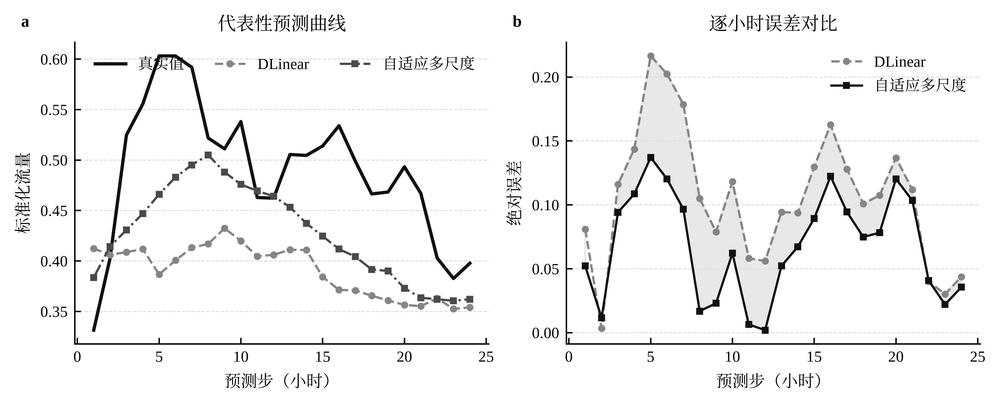 a
代表性预测曲线
真实值
DLinear
自适应多尺度
0.60
0.55
0.50
0.45
0.40
0.35
标准化流量
0 5 10 15 20 25
预测步（小时）
b
逐小时误差对比
DLinear
自适应多尺度
0.20
0.15
0.10
0.05
0.00
绝对误差
0 5 10 15 20 25
预测步（小时）